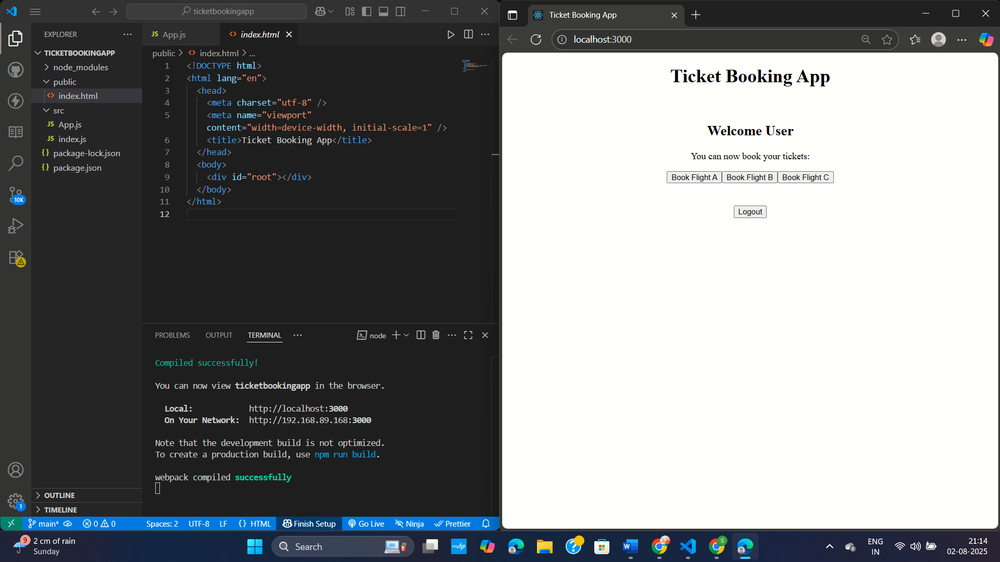 ticketbookingapp
EXPLORER
TICKETBOOKINGAPP
node_modules
public
index.html
src
JS App.js
JS index.js
{} package-lock.json
{} package.json
10K
1
OUTLINE
TIMELINE
JS App.js
<> index.html
public > <> index.html > ...
1 <!DOCTYPE html>
2 <html lang="en">
3 <head>
4 <meta charset="utf-8" />
5 <meta name="viewport"
content="width=device-width, initial-scale=1" />
6 <title>Ticket Booking App</title>
7 </head>
8 <body>
9 <div id="root"></div>
10 </body>
11 </html>
12
PROBLEMS OUTPUT TERMINAL ... node
Compiled successfully!
You can now view ticketbookingapp in the browser.
Local: http://localhost:3000
On Your Network: http://192.168.89.168:3000
Note that the development build is not optimized.
To create a production build, use npm run build.
webpack compiled successfully
main* 0 0 Spaces: 2 UTF-8 LF {} HTML Finish Setup Go Live Ninja Prettier
Ticket Booking App
localhost:3000
Ticket Booking App
Welcome User
You can now book your tickets:
Book Flight A Book Flight B Book Flight C
Logout
9
2 cm of rain
Sunday
Search
myhp
W
S
ENG
IN
21:14
02-08-2025